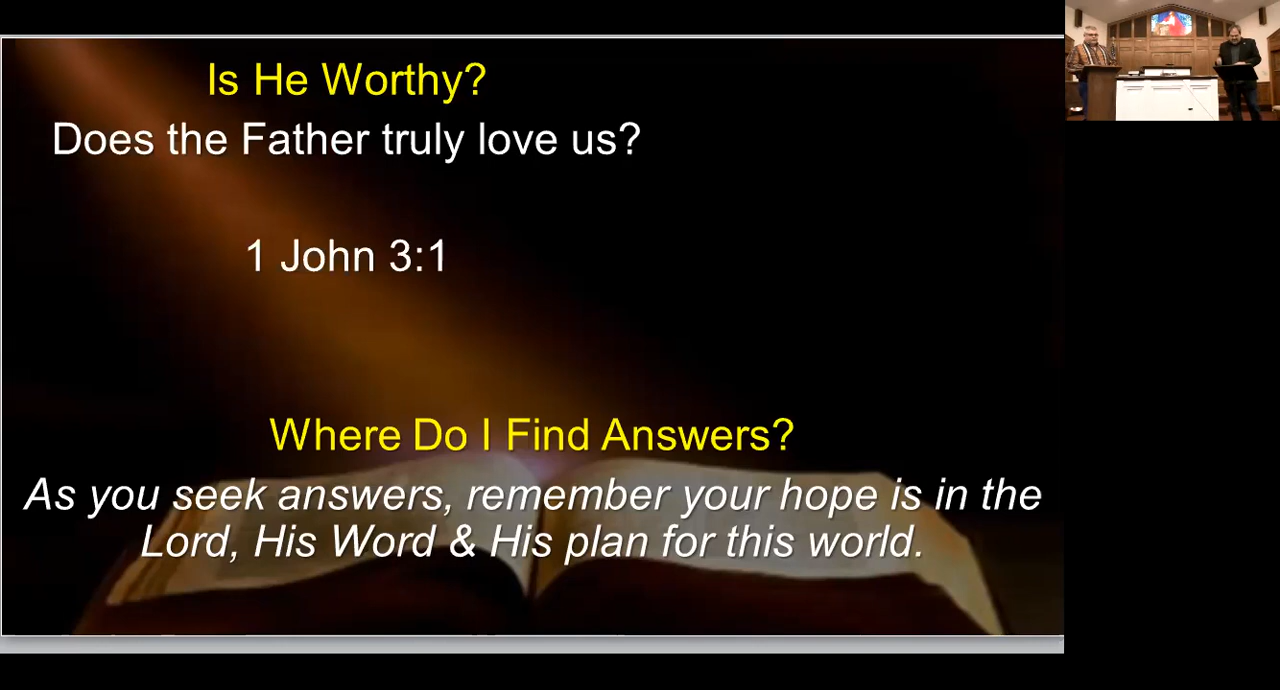 Is He Worthy?
Does the Father truly love us?
1 John 3:1
Where Do I Find Answers?
As you seek answers, remember your hope is in the
Lord, His Word & His plan for this world.